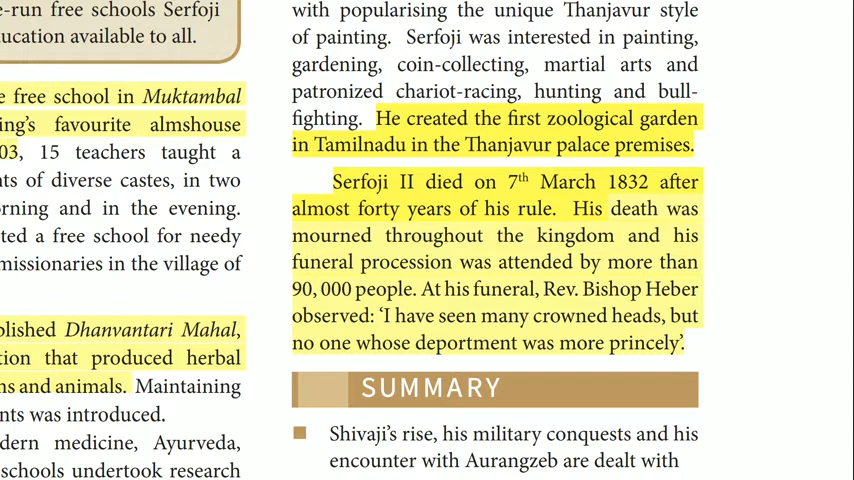 e-run free schools Serfoji
ucation available to all.
e free school in Muktambal
ing’s favourite almshouse
03, 15 teachers taught a
nts of diverse castes, in two
orning and in the evening.
ted a free school for needy
missionaries in the village of
blished Dhanvantari Mahal,
tion that produced herbal
ns and animals. Maintaining
nts was introduced.
dern medicine, Ayurveda,
schools undertook research
with popularising the unique Thanjavur style
of painting. Serfoji was interested in painting,
gardening, coin-collecting, martial arts and
patronized chariot-racing, hunting and bull-
fighting. He created the first zoological garden
in Tamilnadu in the Thanjavur palace premises.
Serfoji II died on 7th March 1832 after
almost forty years of his rule. His death was
mourned throughout the kingdom and his
funeral procession was attended by more than
90,000 people. At his funeral, Rev. Bishop Heber
observed: ‘I have seen many crowned heads, but
no one whose deportment was more princely’.
SUMMARY
Shivaji’s rise, his military conquests and his
encounter with Aurangzeb are dealt with